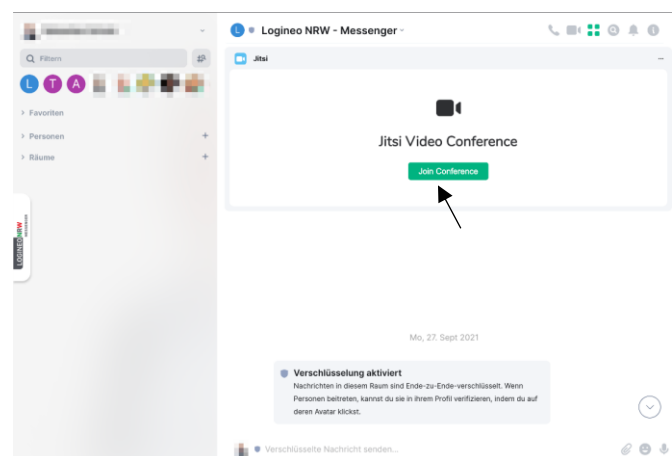 L Logineo NRW - Messenger
Filtern
Jitsi
L T A
Favoriten
Personen
Räume
Jitsi Video Conference
Join Conference
LOGINEONRW
MESSENGER
Mo, 27. Sept 2021
Verschlüsselung aktiviert
Nachrichten in diesem Raum sind Ende-zu-Ende-verschlüsselt. Wenn
Personen beitreten, kannst du sie in ihrem Profil verifizieren, indem du auf
deren Avatar klickst.
Verschlüsselte Nachricht senden...